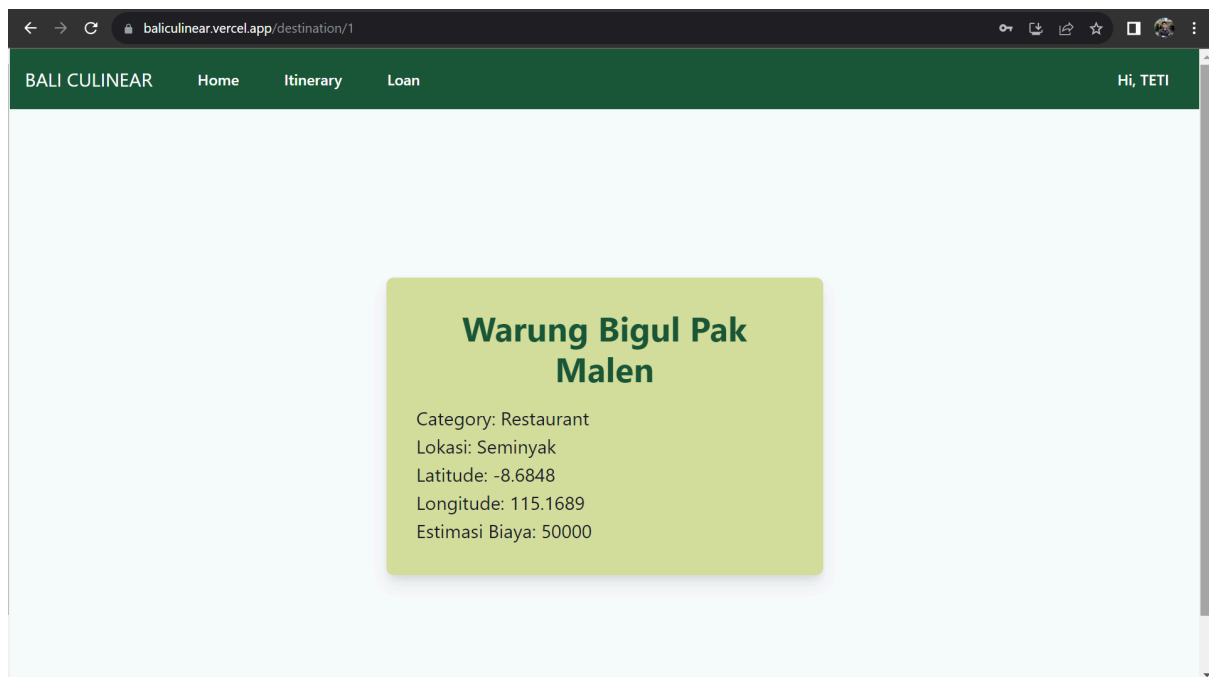 baliculinear.vercel.app/destination/1
BALI CULINEAR Home Itinerary Loan Hi, TETI
Warung Bigul Pak
Malen
Category: Restaurant
Lokasi: Seminyak
Latitude: -8.6848
Longitude: 115.1689
Estimasi Biaya: 50000